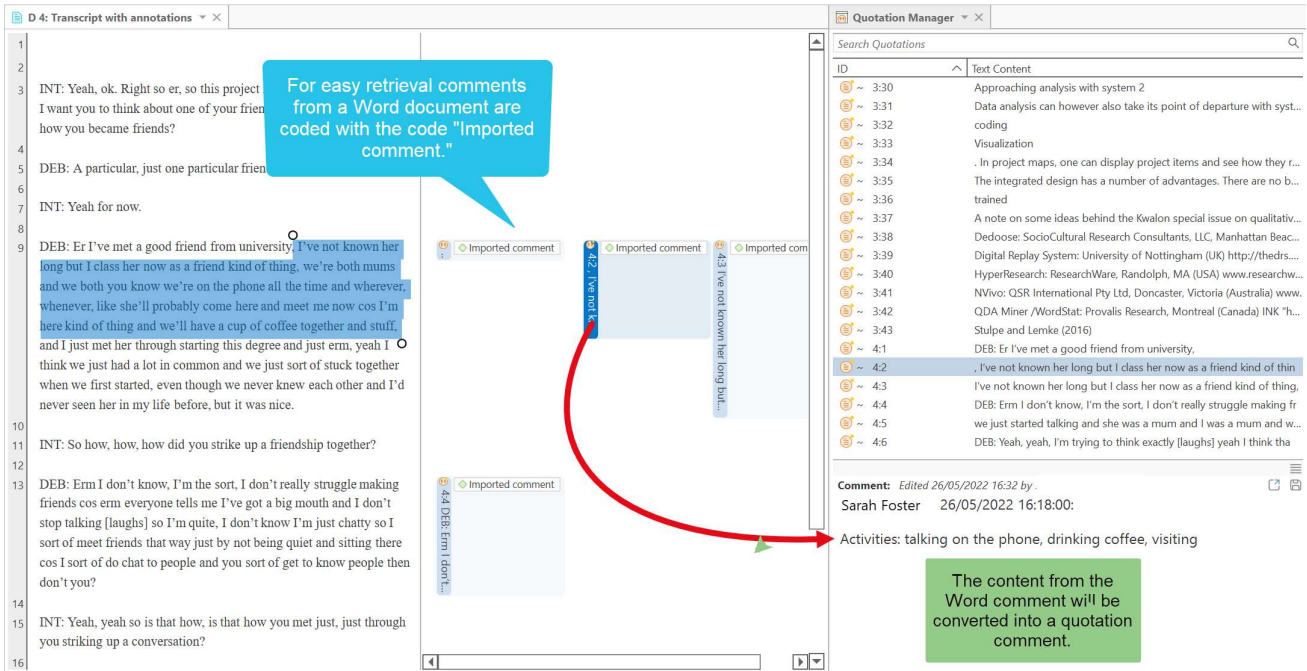 D 4: Transcript with annotations
1
2
3 INT: Yeah, ok. Right so er, so this project
I want you to think about one of your frien
how you became friends?
4
5 DEB: A particular, just one particular frien
6
7 INT: Yeah for now.
8
9 DEB: Er I've met a good friend from university, I've not known her
long but I class her now as a friend kind of thing, we're both mums
and we both you know we're on the phone all the time and wherever,
whenever, like she'll probably come here and meet me now cos I'm
here kind of thing and we'll have a cup of coffee together and stuff,
and I just met her through starting this degree and just erm, yeah I
think we just had a lot in common and we just sort of stuck together
when we first started, even though we never knew each other and I'd
never seen her in my life before, but it was nice.
10
11 INT: So how, how, how did you strike up a friendship together?
12
13 DEB: Erm I don't know, I'm the sort, I don't really struggle making
friends cos erm everyone tells me I've got a big mouth and I don't
stop talking [laughs] so I'm quite, I don't know I'm just chatty so I
sort of meet friends that way just by not being quiet and sitting there
cos I sort of do chat to people and you sort of get to know people then
don't you?
14
15 INT: Yeah, yeah so is that how, is that how you met just, just through
you striking up a conversation?
16
For easy retrieval comments
from a Word document are
coded with the code "Imported
comment."
Imported comment
..
Imported comment
4:2 , I've not k...
Imported com
4:3 I've not known her long but...
Imported comment
4:4 DEB: Erm I don't...
Quotation Manager
Search Quotations
ID Text Content
~ 3:30 Approaching analysis with system 2
~ 3:31 Data analysis can however also take its point of departure with syst...
~ 3:32 coding
~ 3:33 Visualization
~ 3:34 . In project maps, one can display project items and see how they r...
~ 3:35 The integrated design has a number of advantages. There are no b...
~ 3:36 trained
~ 3:37 A note on some ideas behind the Kwalon special issue on qualitativ...
~ 3:38 Dedoose: SocioCultural Research Consultants, LLC, Manhattan Beac...
~ 3:39 Digital Replay System: University of Nottingham (UK) http://thedrs....
~ 3:40 HyperResearch: ResearchWare, Randolph, MA (USA) www.researchw...
~ 3:41 NVivo: QSR International Pty Ltd, Doncaster, Victoria (Australia) www.
~ 3:42 QDA Miner /WordStat: Provalis Research, Montreal (Canada) INK "h...
~ 3:43 Stulpe and Lemke (2016)
~ 4:1 DEB: Er I've met a good friend from university,
~ 4:2 , I've not known her long but I class her now as a friend kind of thin
~ 4:3 I've not known her long but I class her now as a friend kind of thing,
~ 4:4 DEB: Erm I don't know, I'm the sort, I don't really struggle making fr
~ 4:5 we just started talking and she was a mum and I was a mum and w...
~ 4:6 DEB: Yeah, yeah, I'm trying to think exactly [laughs] yeah I think tha
Comment: Edited 26/05/2022 16:32 by .
Sarah Foster 26/05/2022 16:18:00:
Activities: talking on the phone, drinking coffee, visiting
The content from the
Word comment will be
converted into a quotation
comment.